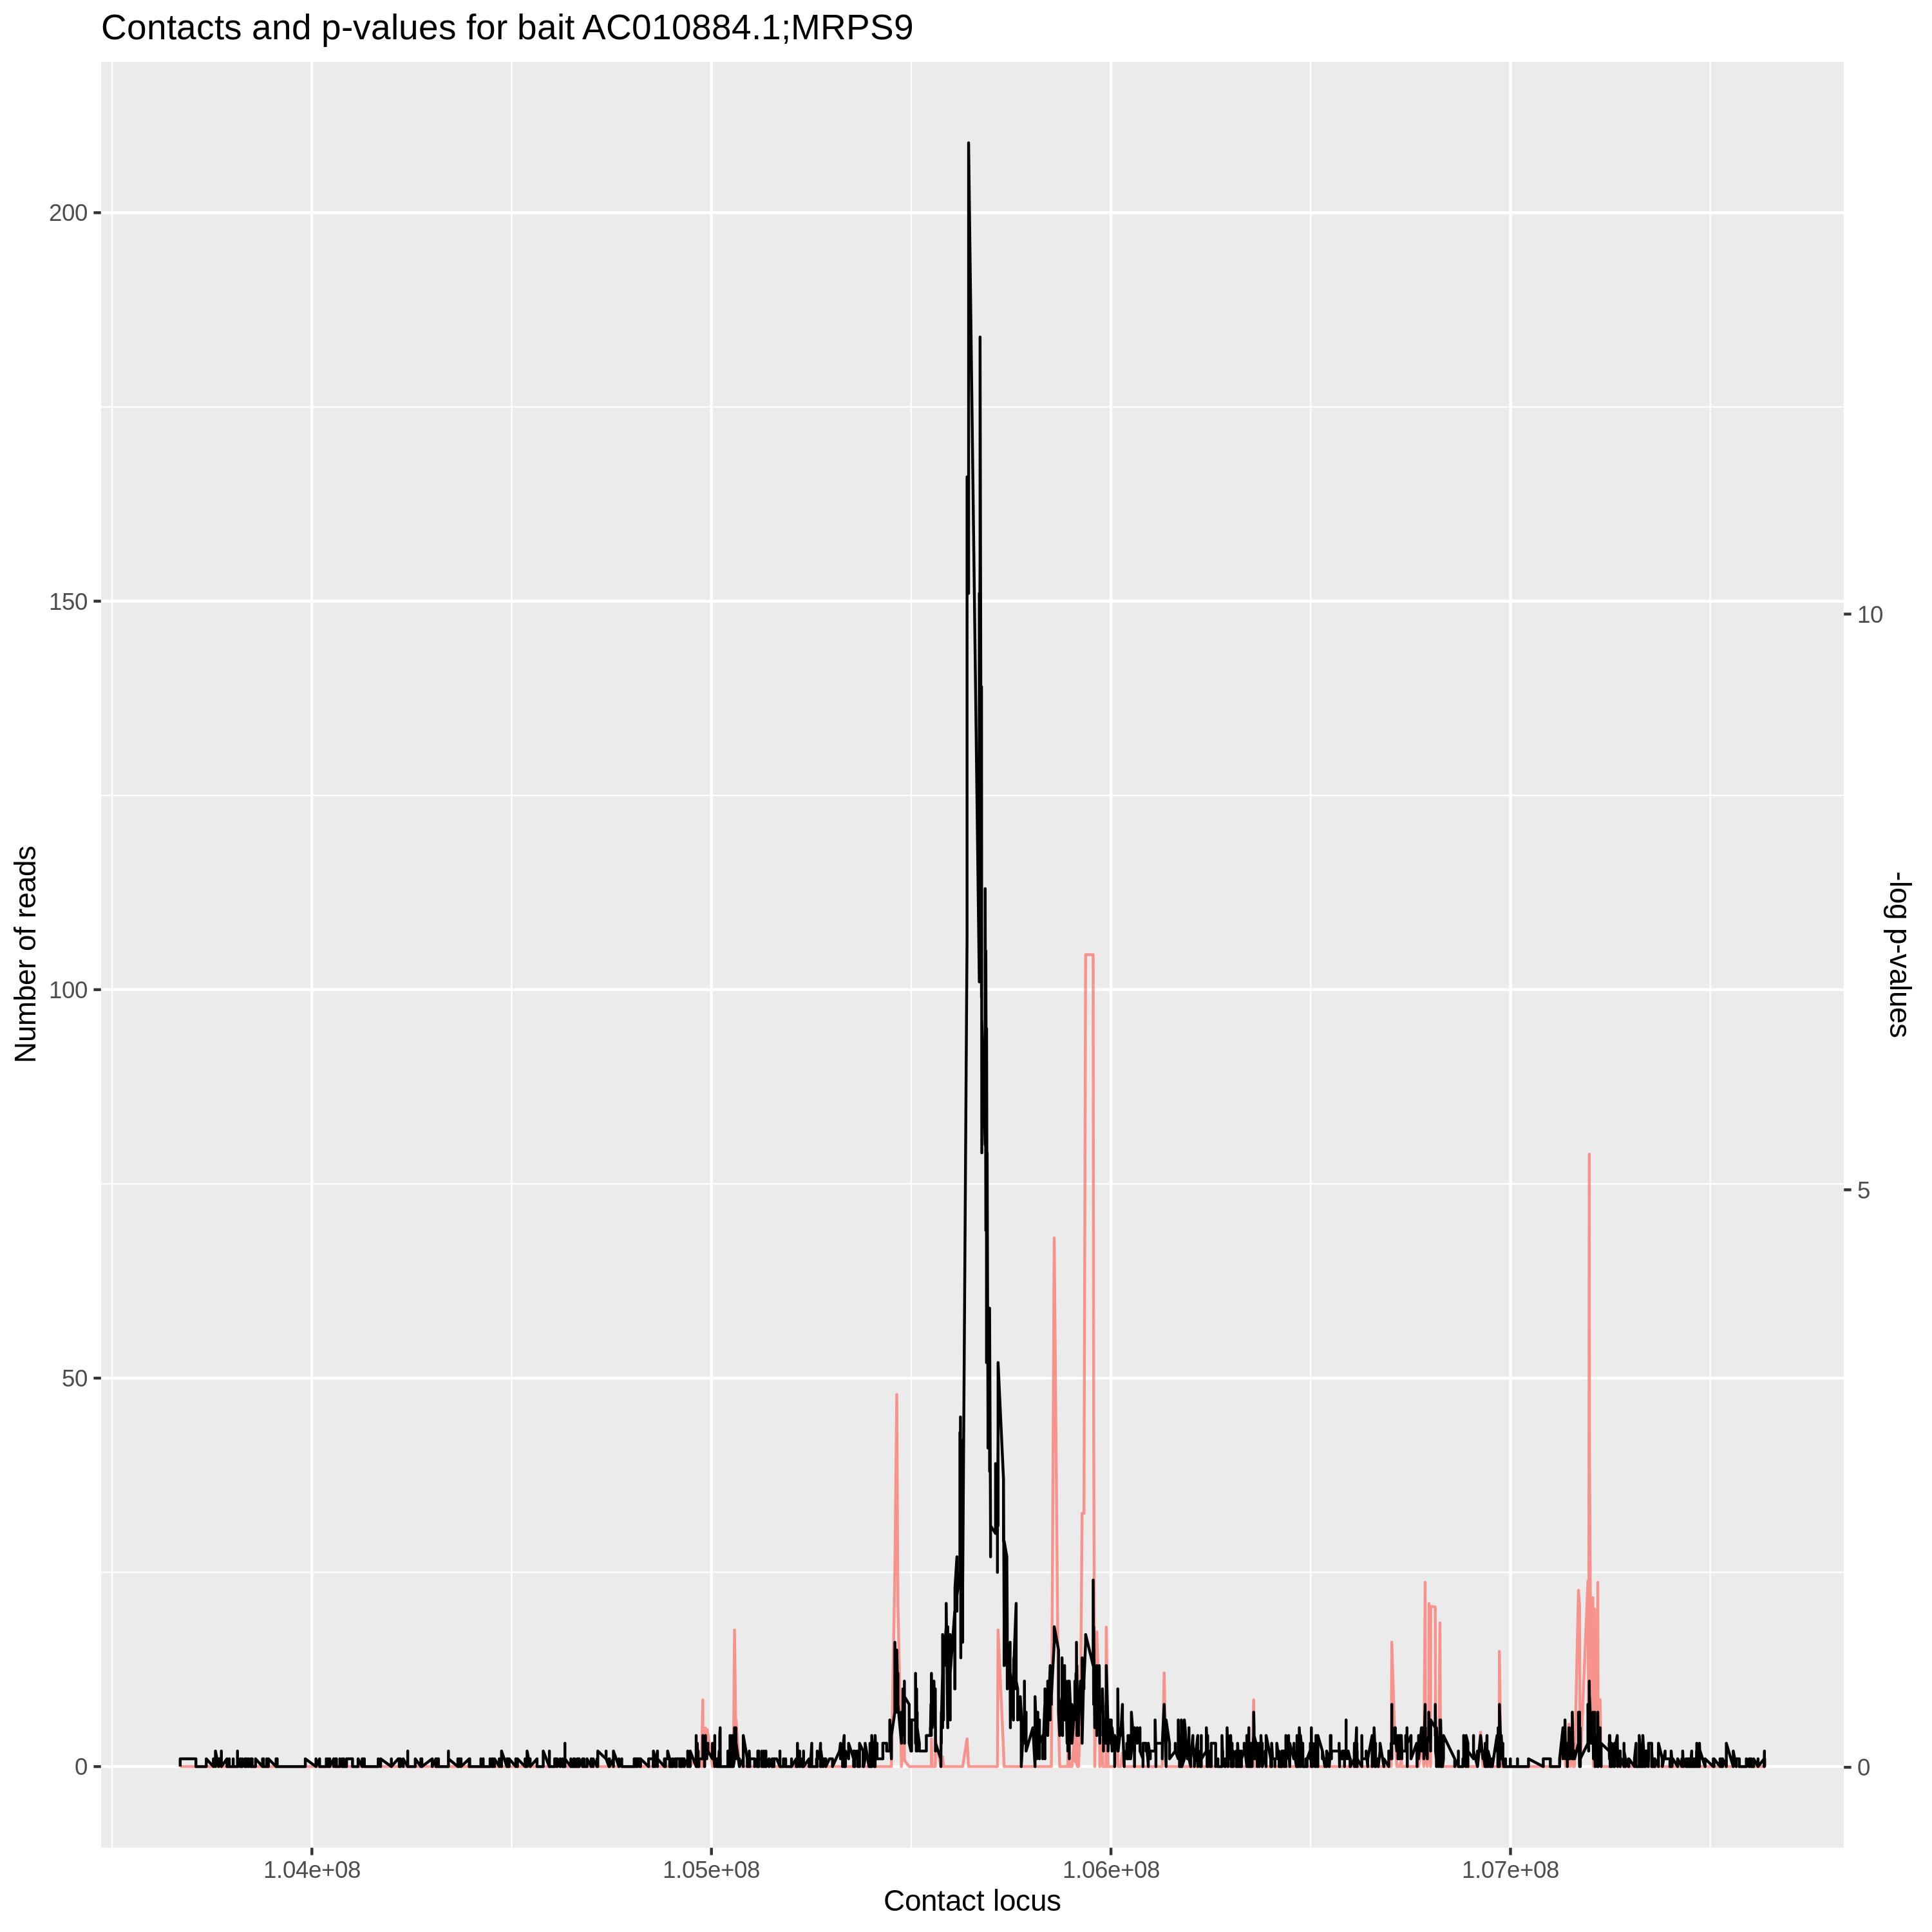 Contacts and p-values for bait AC010884.1;MRPS9
200
150
100
50
0
Number of reads
10
5
0
-log p-values
1.04e+08
1.05e+08
1.06e+08
1.07e+08
Contact locus